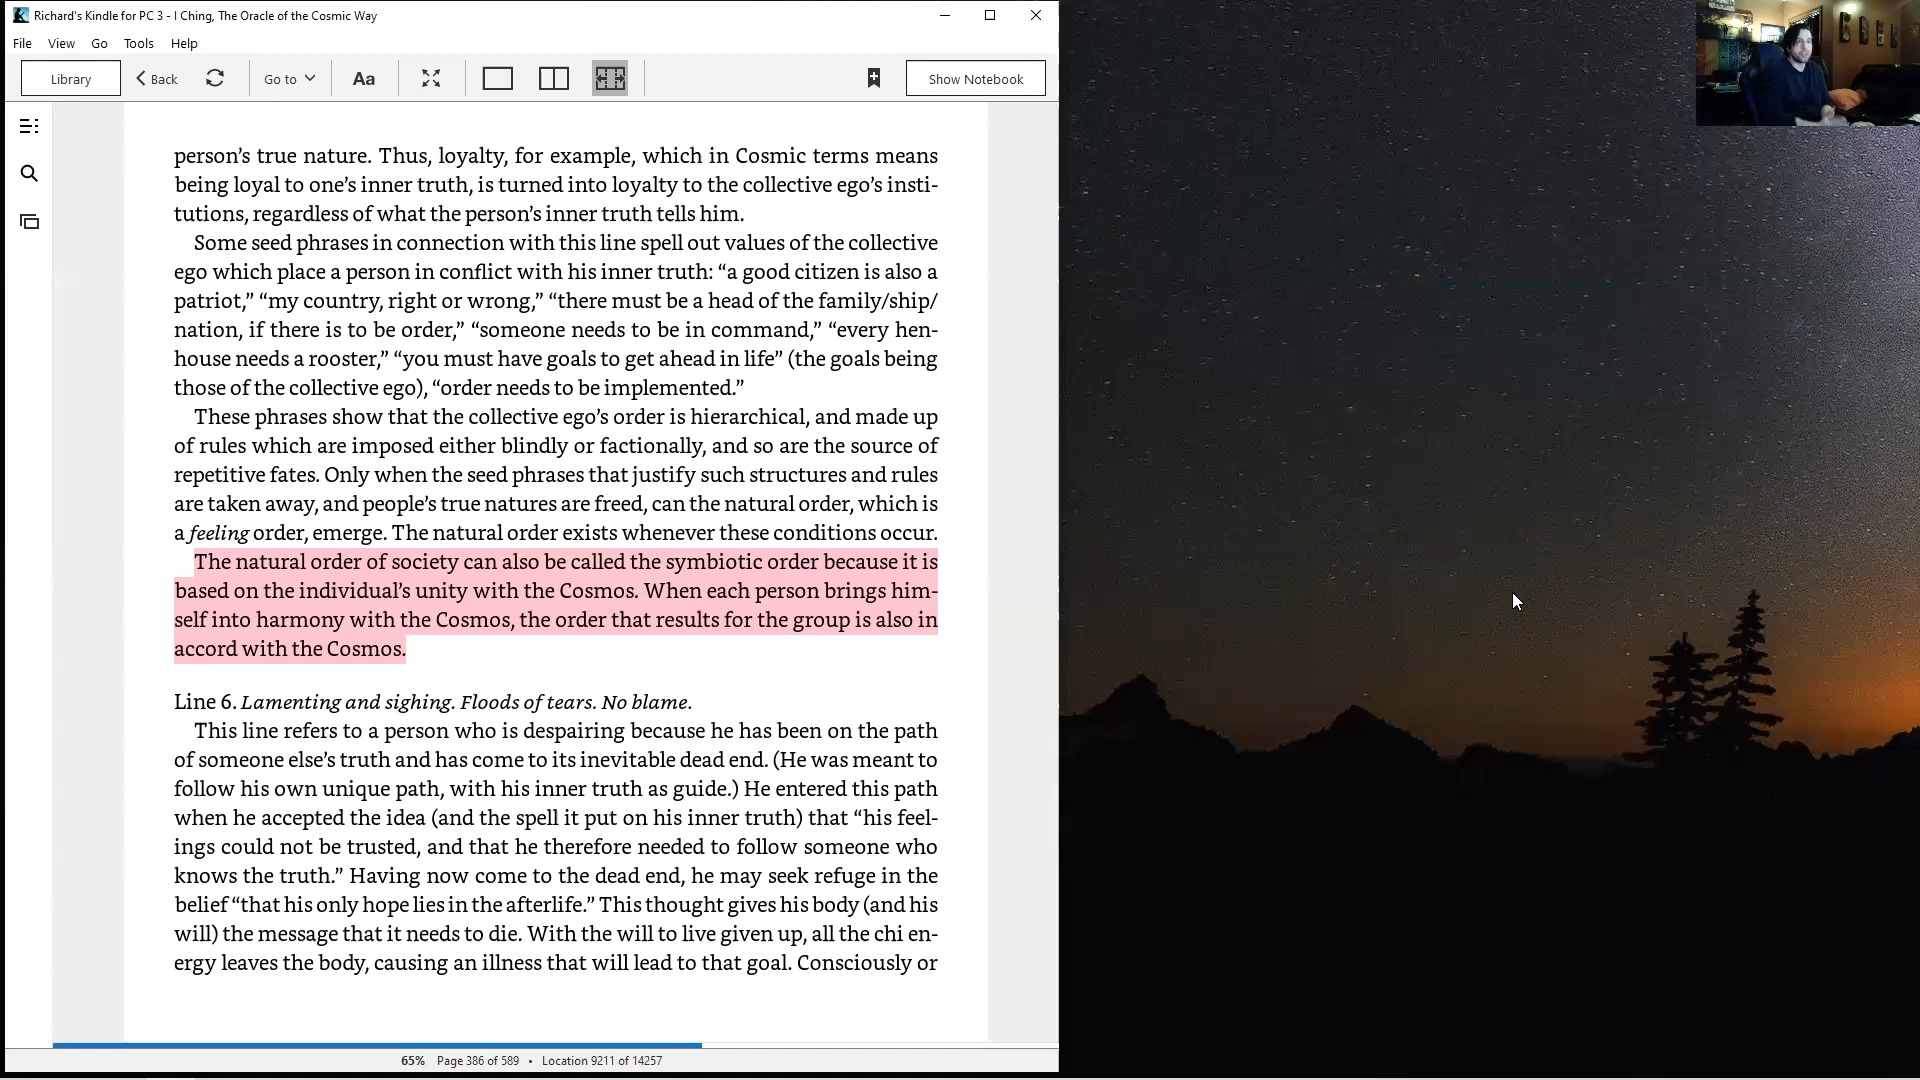 Richard's Kindle for PC 3 - I Ching, The Oracle of the Cosmic Way
File View Go Tools Help
Library Back Go to Aa Show Notebook
person’s true nature. Thus, loyalty, for example, which in Cosmic terms means
being loyal to one’s inner truth, is turned into loyalty to the collective ego’s insti-
tutions, regardless of what the person’s inner truth tells him.
Some seed phrases in connection with this line spell out values of the collective
ego which place a person in conflict with his inner truth: “a good citizen is also a
patriot,” “my country, right or wrong,” “there must be a head of the family/ship/
nation, if there is to be order,” “someone needs to be in command,” “every hen-
house needs a rooster,” “you must have goals to get ahead in life” (the goals being
those of the collective ego), “order needs to be implemented.”
These phrases show that the collective ego’s order is hierarchical, and made up
of rules which are imposed either blindly or factionally, and so are the source of
repetitive fates. Only when the seed phrases that justify such structures and rules
are taken away, and people’s true natures are freed, can the natural order, which is
a feeling order, emerge. The natural order exists whenever these conditions occur.
The natural order of society can also be called the symbiotic order because it is
based on the individual’s unity with the Cosmos. When each person brings him-
self into harmony with the Cosmos, the order that results for the group is also in
accord with the Cosmos.
Line 6. Lamenting and sighing. Floods of tears. No blame.
This line refers to a person who is despairing because he has been on the path
of someone else’s truth and has come to its inevitable dead end. (He was meant to
follow his own unique path, with his inner truth as guide.) He entered this path
when he accepted the idea (and the spell it put on his inner truth) that “his feel-
ings could not be trusted, and that he therefore needed to follow someone who
knows the truth.” Having now come to the dead end, he may seek refuge in the
belief “that his only hope lies in the afterlife.” This thought gives his body (and his
will) the message that it needs to die. With the will to live given up, all the chi en-
ergy leaves the body, causing an illness that will lead to that goal. Consciously or
65% Page 386 of 589 • Location 9211 of 14257